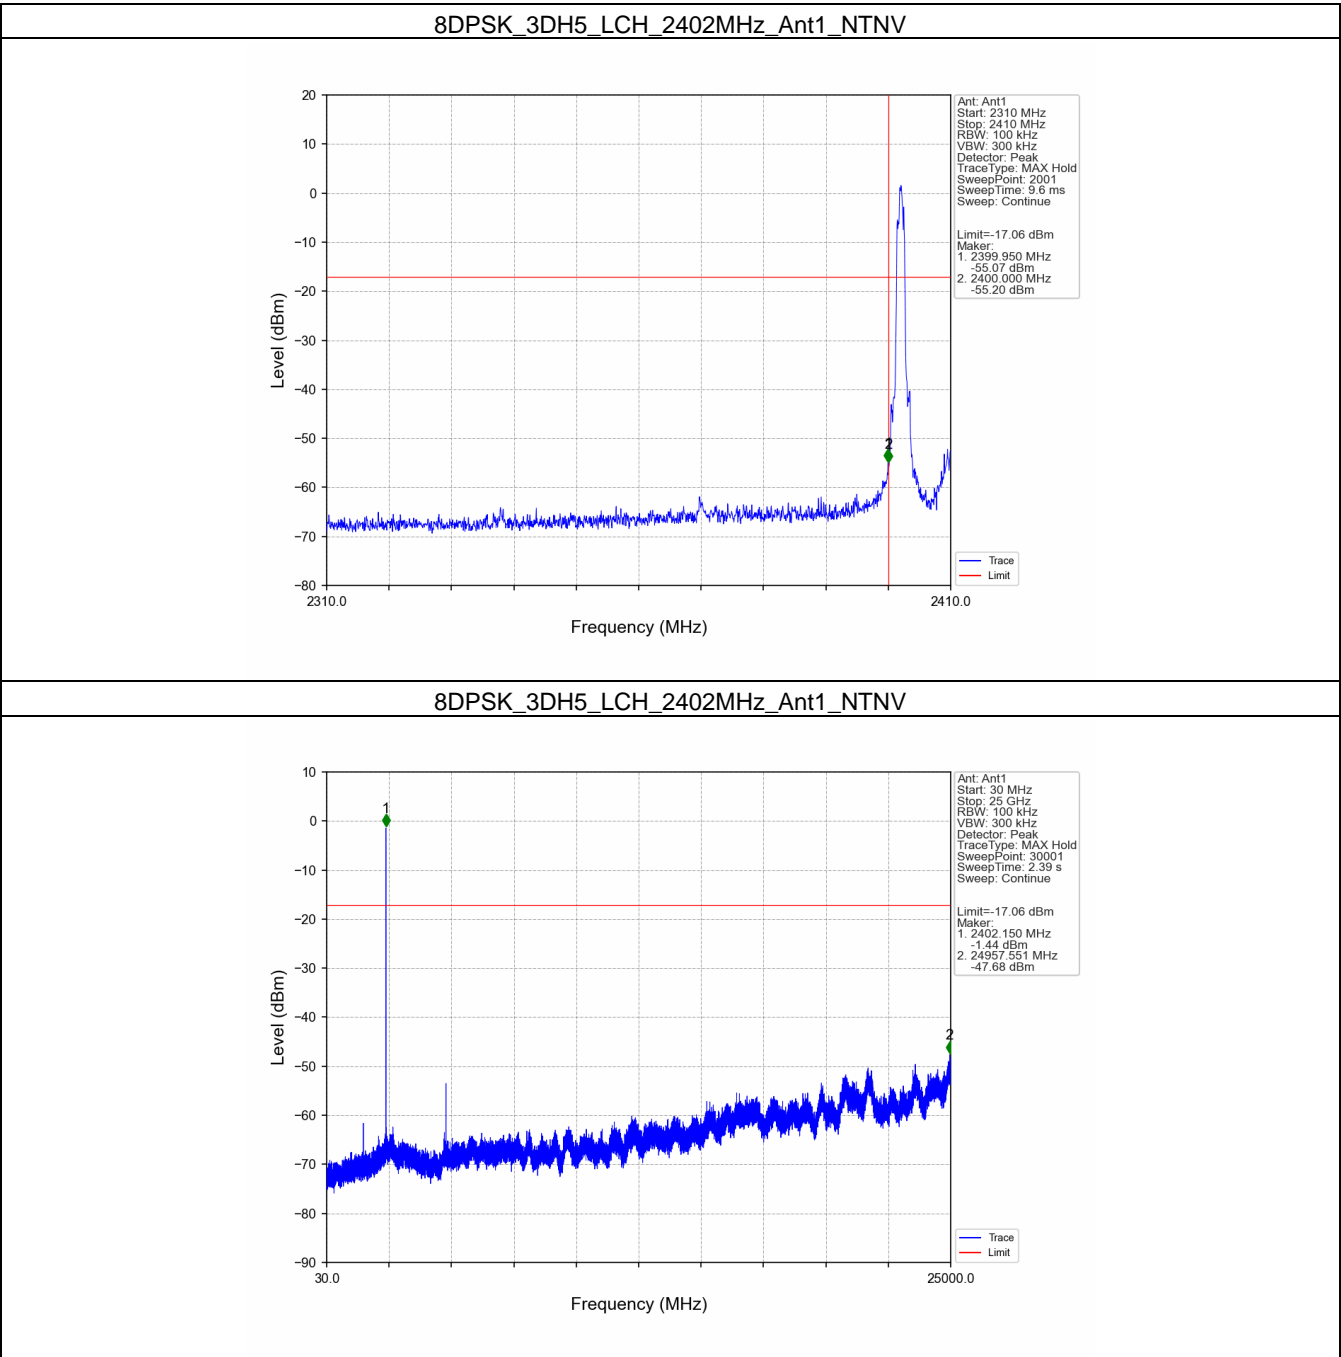 8DPSK_3DH5_LCH_2402MHz_Ant1_NTNV
20
10
0
−10
−20
−30
−40
−50
−60
−70
−80
Level (dBm)
2
2310.0
2410.0
Frequency (MHz)
Ant: Ant1
Start: 2310 MHz
Stop: 2410 MHz
RBW: 100 kHz
VBW: 300 kHz
Detector: Peak
TraceType: MAX Hold
SweepPoint: 2001
SweepTime: 9.6 ms
Sweep: Continue
Limit=-17.06 dBm
Maker:
1. 2399.950 MHz
-55.07 dBm
2. 2400.000 MHz
-55.20 dBm
Trace
Limit
8DPSK_3DH5_LCH_2402MHz_Ant1_NTNV
10
0
−10
−20
−30
−40
−50
−60
−70
−80
−90
Level (dBm)
1
2
30.0
25000.0
Frequency (MHz)
Ant: Ant1
Start: 30 MHz
Stop: 25 GHz
RBW: 100 kHz
VBW: 300 kHz
Detector: Peak
TraceType: MAX Hold
SweepPoint: 30001
SweepTime: 2.39 s
Sweep: Continue
Limit=-17.06 dBm
Maker:
1. 2402.150 MHz
-1.44 dBm
2. 24957.551 MHz
-47.68 dBm
Trace
Limit